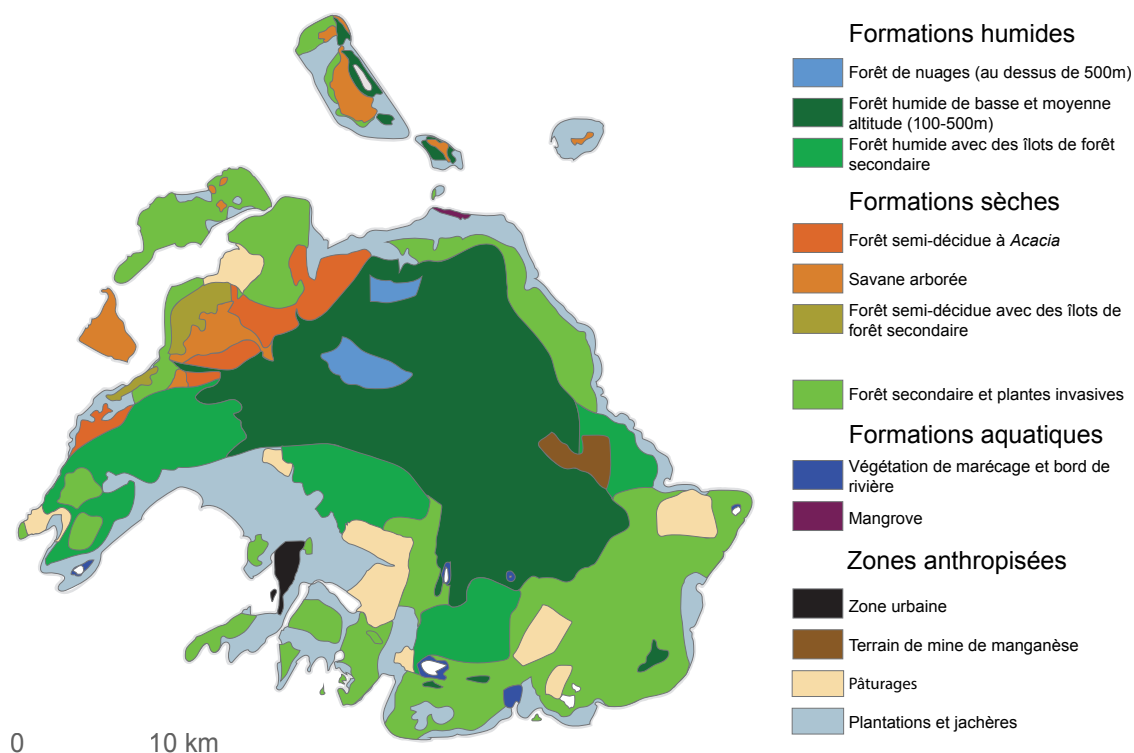 Formations humides
Forêt de nuages (au dessus de 500m)
Forêt humide de basse et moyenne
altitude (100-500m)
Forêt humide avec des îlots de forêt
secondaire
Formations sèches
Forêt semi-décidue à Acacia
Savane arborée
Forêt semi-décidue avec des îlots de
forêt secondaire
Forêt secondaire et plantes invasives
Formations aquatiques
Végétation de marécage et bord de
rivière
Mangrove
Zones anthropisées
Zone urbaine
Terrain de mine de manganèse
Pâturages
Plantations et jachères
0 10 km